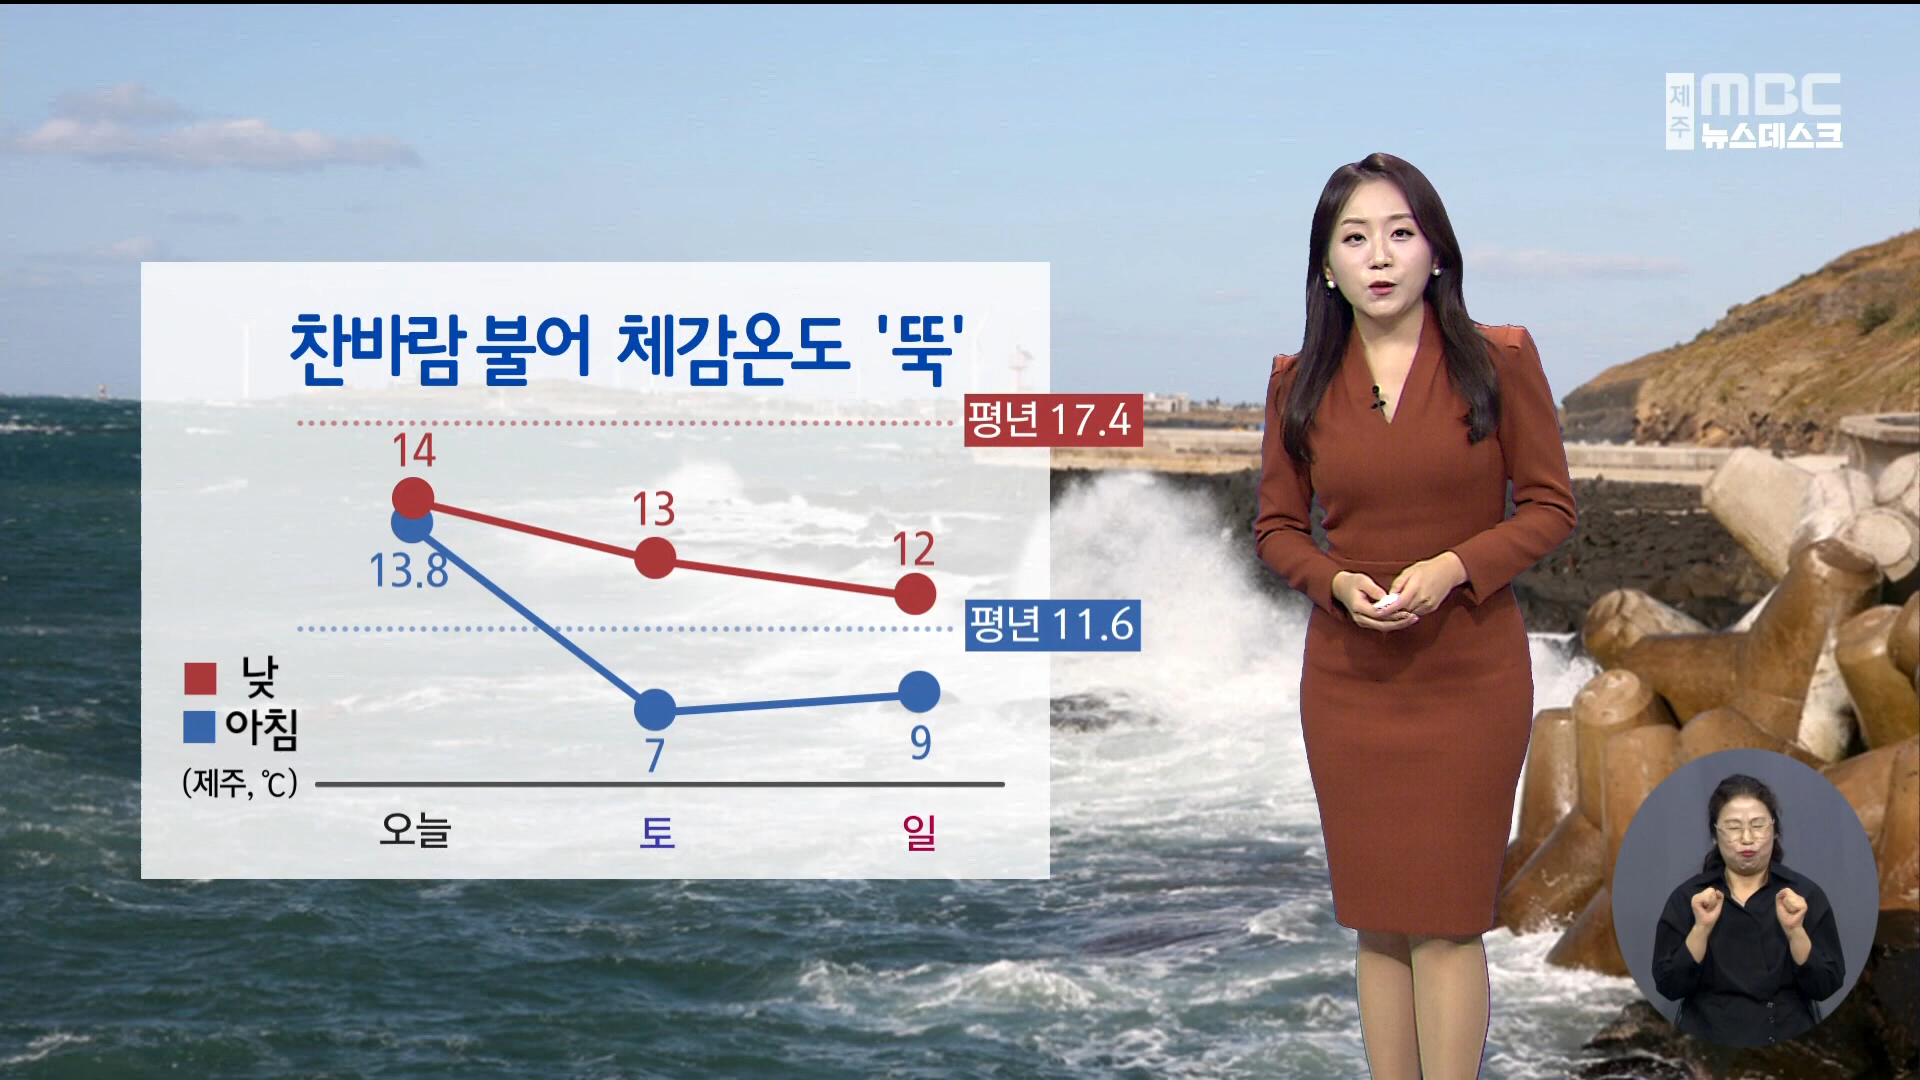 제주
MBC
뉴스데스크
찬바람 불어 체감온도 '뚝'
평년 17.4
14
13
12
13.8
평년 11.6
7
9
낮
아침
(제주, ℃)
오늘 토 일